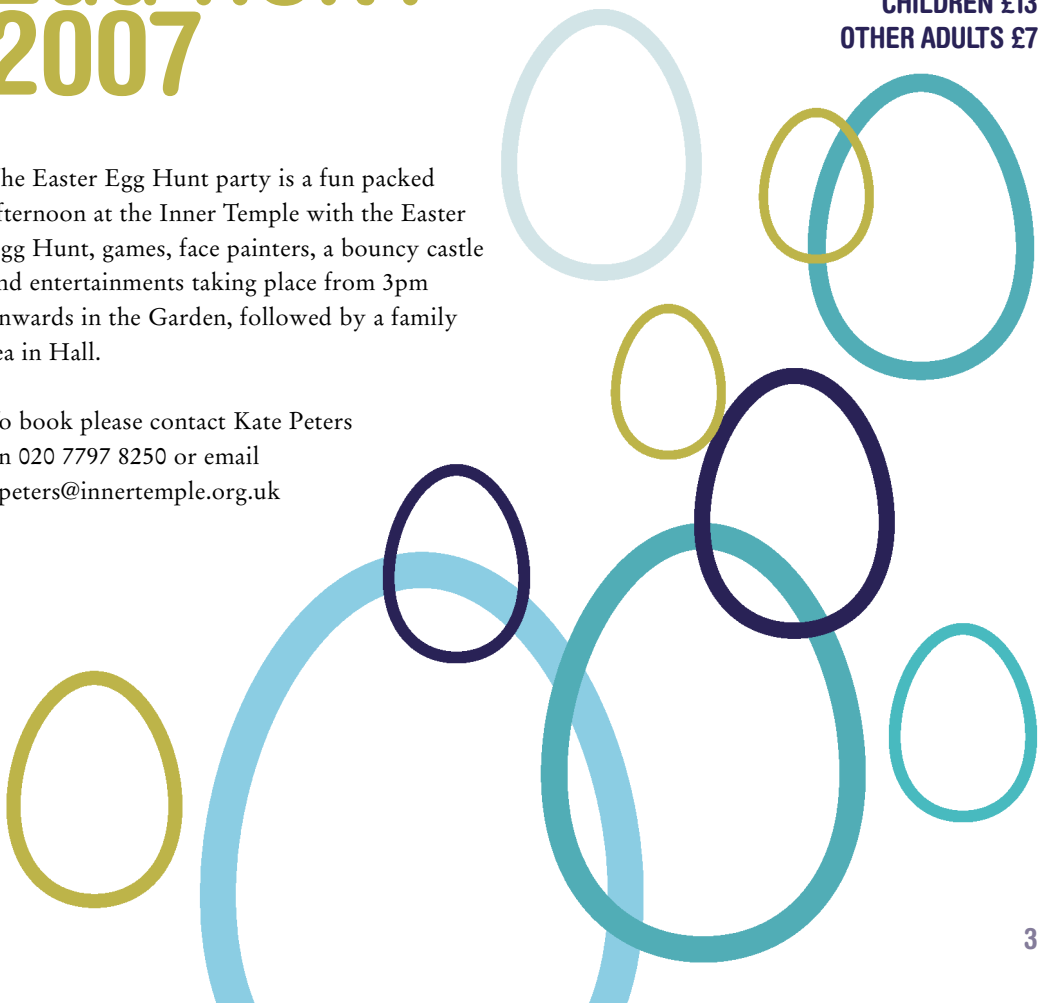 2007
CHILDREN £13
OTHER ADULTS £7
he Easter Egg Hunt party is a fun packed
fternoon at the Inner Temple with the Easter
gg Hunt, games, face painters, a bouncy castle
nd entertainments taking place from 3pm
nwards in the Garden, followed by a family
ea in Hall.
o book please contact Kate Peters
n 020 7797 8250 or email
peters@innertemple.org.uk
3